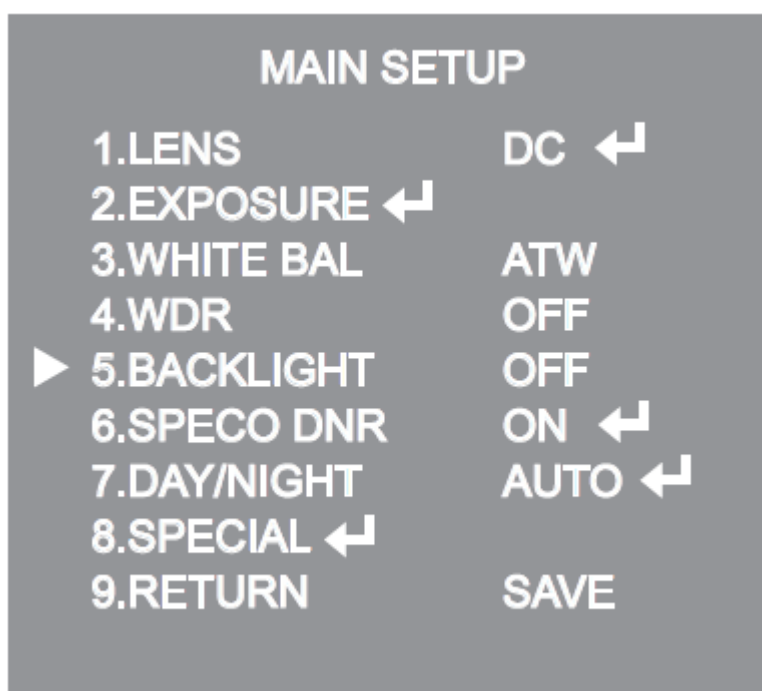 MAIN SETUP
1.LENS DC ↵
2.EXPOSURE ↵
3.WHITE BAL ATW
4.WDR OFF
5.BACKLIGHT OFF
6.SPECO DNR ON ↵
7.DAY/NIGHT AUTO ↵
8.SPECIAL ↵
9.RETURN SAVE